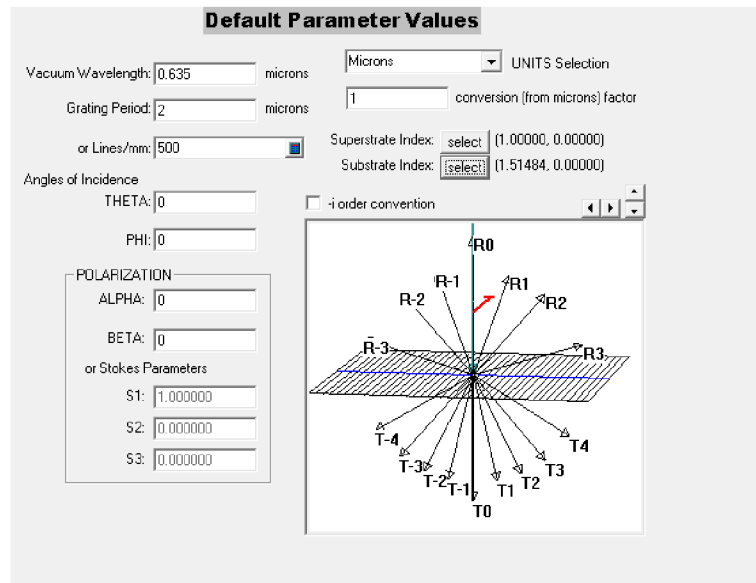 Default Parameter Values
Vacuum Wavelength: 0.635 microns
Microns UNITS Selection
Grating Period: 2 microns
1 conversion (from microns) factor
or Lines/mm: 500
Superstrate Index: select (1.00000, 0.00000)
Substrate Index: select (1.51484, 0.00000)
Angles of Incidence
THETA: 0
-i order convention
PHI: 0
POLARIZATION
ALPHA: 0
BETA: 0
or Stokes Parameters
S1: 1.000000
S2: 0.000000
S3: 0.000000
R0
R-1 R1
R-2 R2
R-3 R3
T-4 T4
T-3 T3
T-2 T2
T-1 T1
T0